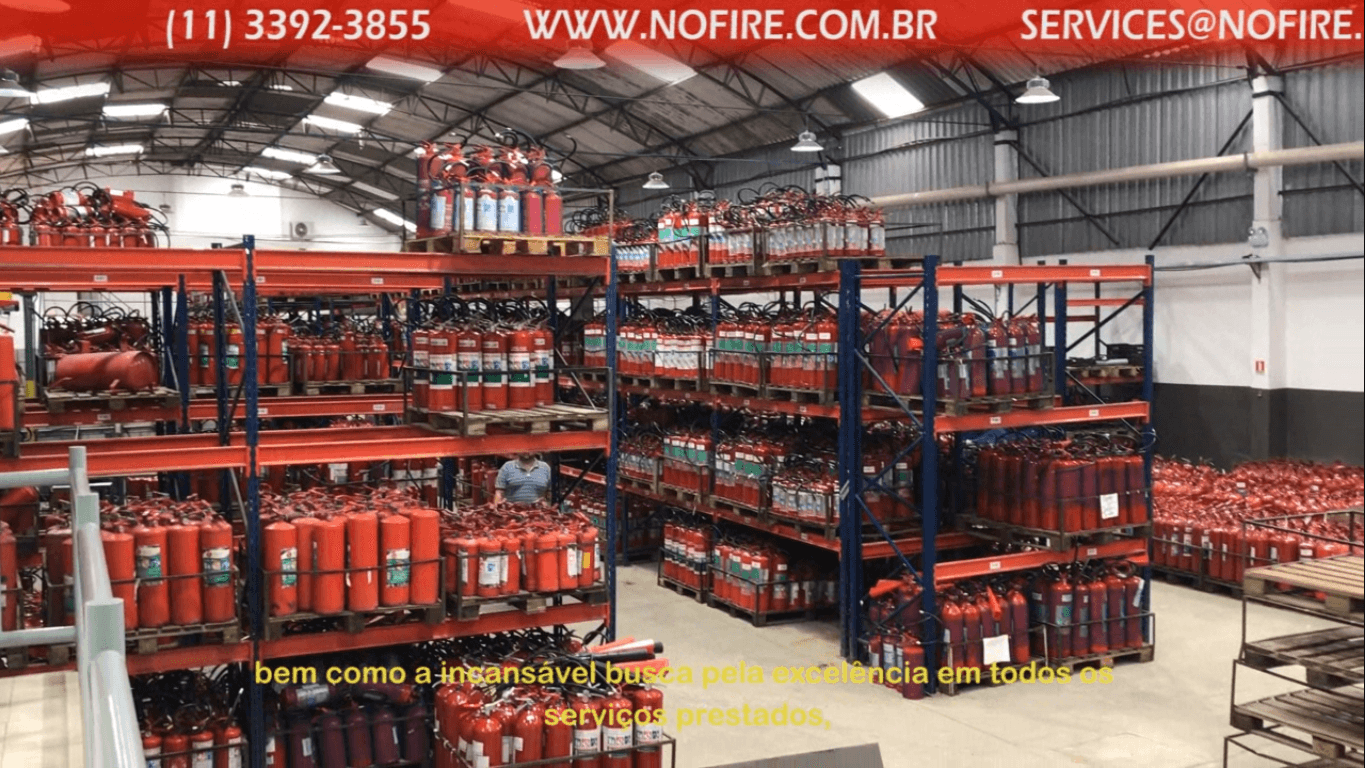 (11) 3392-3855 WWW.NOFIRE.COM.BR SERVICES@NOFIRE.
bem como a incansável busca pela excelência em todos os
serviços prestados,